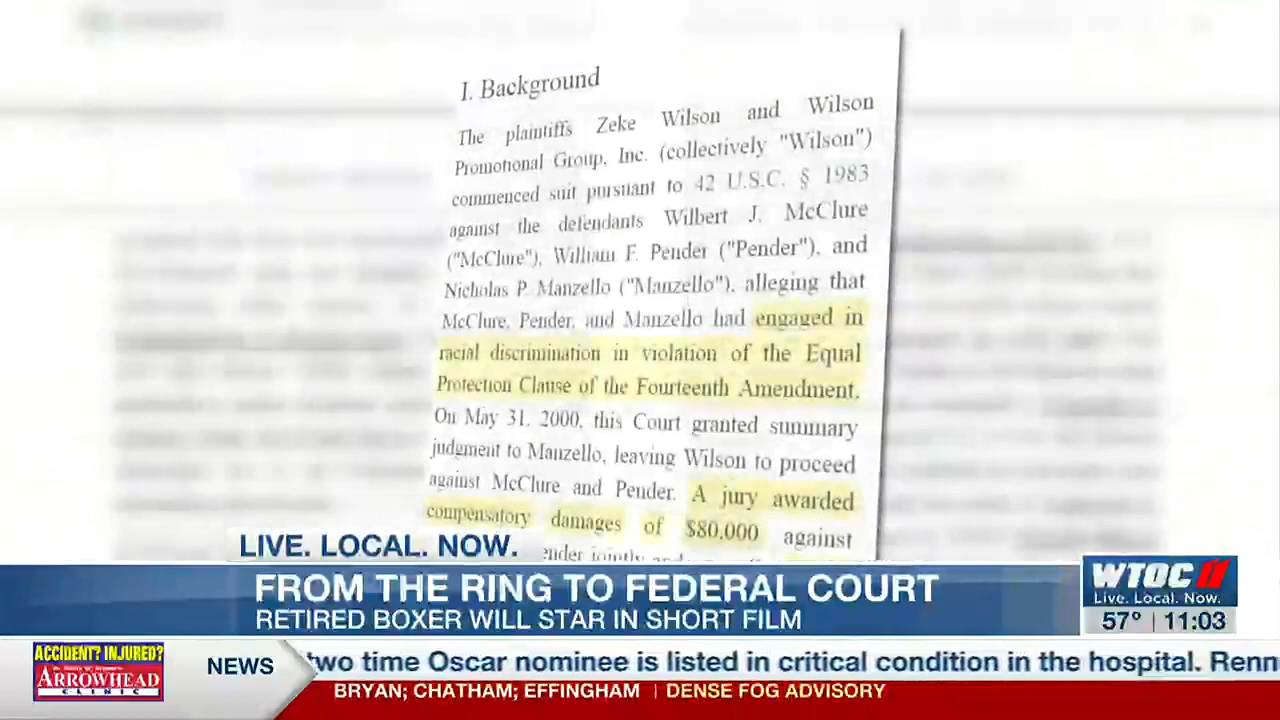 I. Background
The plaintiffs Zeke Wilson and Wilson
Promotional Group, Inc. (collectively "Wilson")
commenced suit pursuant to 42 U.S.C. § 1983
against the defendants Wilbert J. McClure
("McClure"), William F. Pender ("Pender"), and
Nicholas P. Manzello ("Manzello"), alleging that
McClure, Pender, and Manzello had engaged in
racial discrimination in violation of the Equal
Protection Clause of the Fourteenth Amendment.
On May 31, 2000, this Court granted summary
judgment to Manzello, leaving Wilson to proceed
against McClure and Pender. A jury awarded
compensatory damages of $80,000 against
LIVE. LOCAL. NOW.
FROM THE RING TO FEDERAL COURT
RETIRED BOXER WILL STAR IN SHORT FILM
WTOC 11
Live. Local. Now.
57° | 11:03
ACCIDENT? INJURED?
ARROWHEAD
CLINIC
NEWS
two time Oscar nominee is listed in critical condition in the hospital. Renn
BRYAN; CHATHAM; EFFINGHAM | DENSE FOG ADVISORY